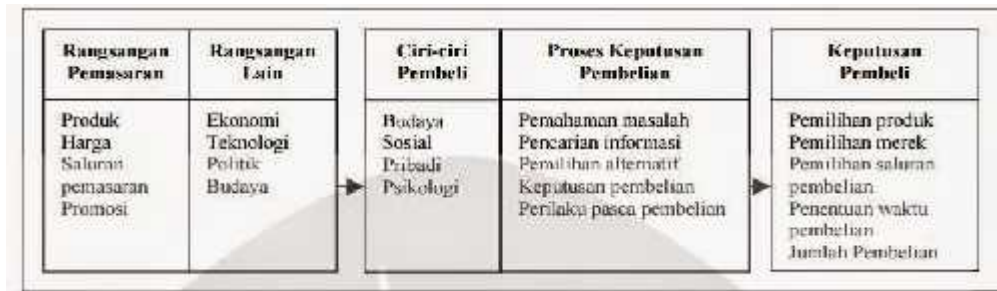 Rangsangan
Pemasaran
Produk
Harga
Saluran
pemasaran
Promosi
Rangsangan
Lain
Ekonomi
Teknologi
Politik
Budaya
Ciri-ciri
Pembeli
Budaya
Sosial
Pribadi
Psikologi
Proses Keputusan
Pembelian
Pemahaman masalah
Pencarian informasi
Pemilihan alternatif
Keputusan pembelian
Perilaku pasca pembelian
Keputusan
Pembeli
Pemilihan produk
Pemilihan merek
Pemilihan saluran
pembelian
Penentuan waktu
pembelian
Jumlah Pembelian